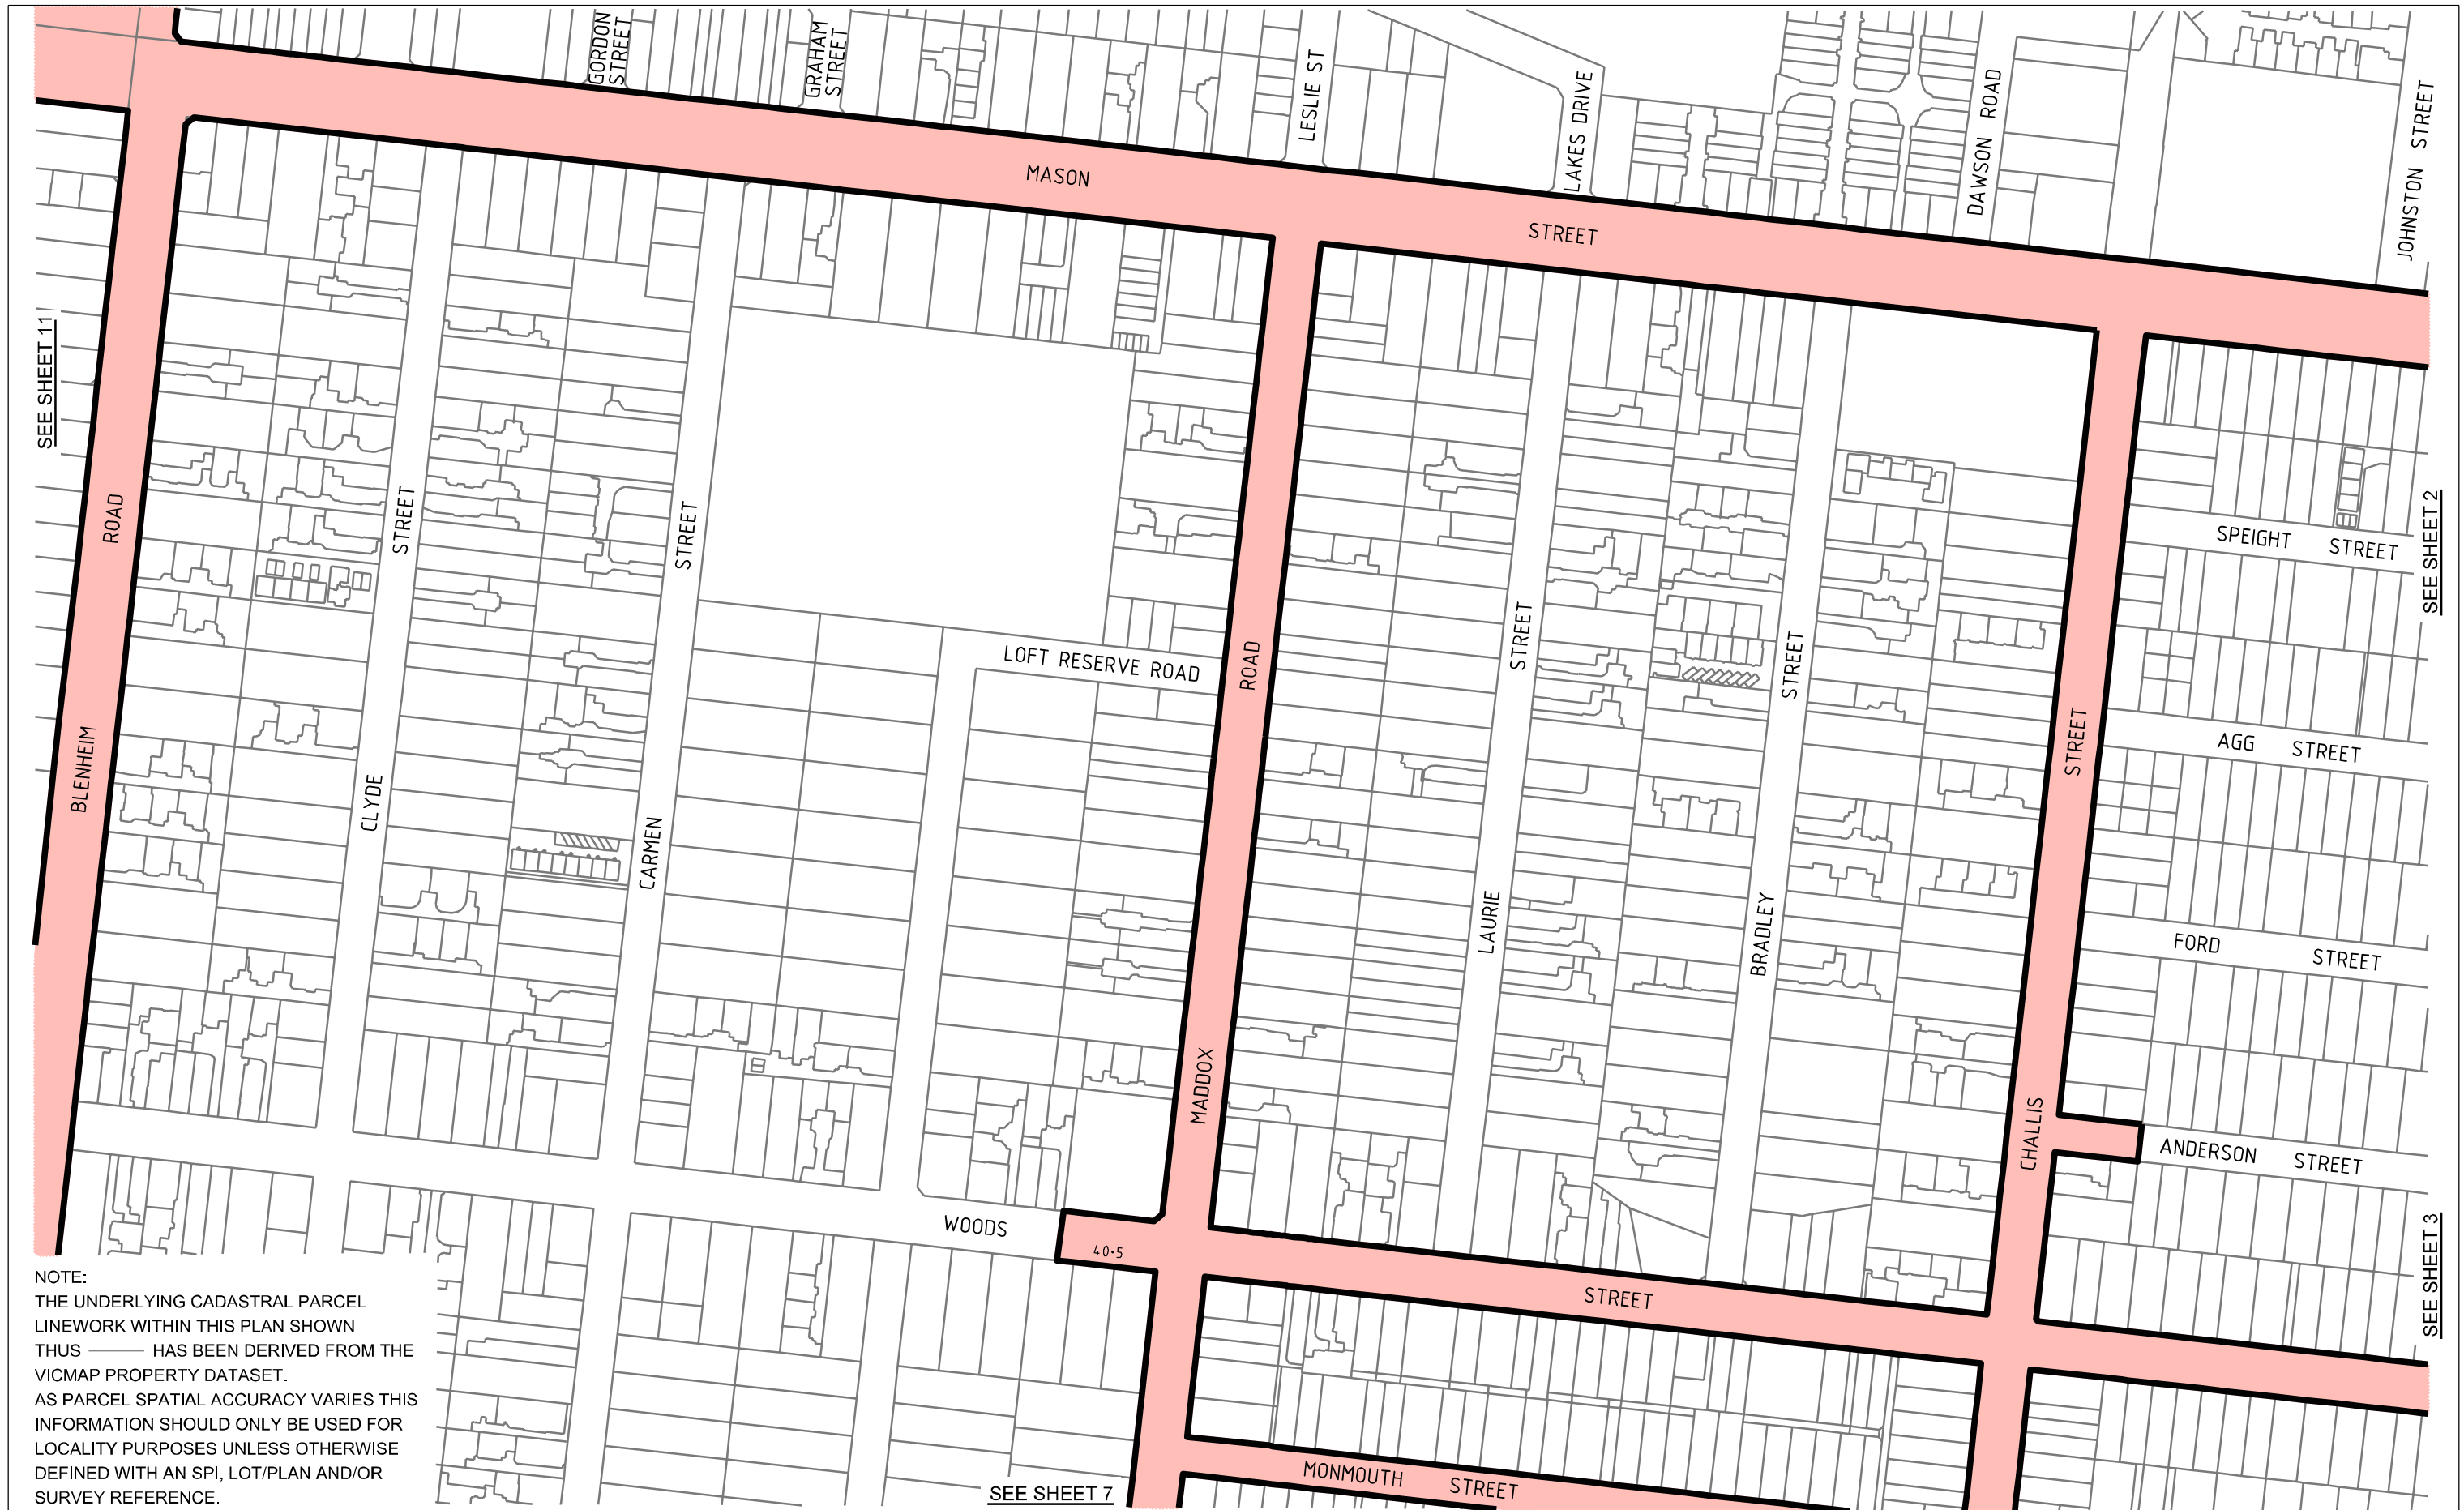 GORDON
STREET
GRAHAM
STREET
LESLIE ST
LAKES DRIVE
DAWSON ROAD
JOHNSTON STREET
MASON
STREET
SEE SHEET 11
ROAD
BLENHEIM
STREET
CLYDE
STREET
CARMEN
LOFT RESERVE ROAD
ROAD
MADDOX
STREET
LAURIE
STREET
BRADLEY
STREET
CHALLIS
SPEIGHT STREET
SEE SHEET 2
AGG STREET
FORD STREET
ANDERSON STREET
SEE SHEET 3
WOODS
40·5
STREET
MONMOUTH STREET
SEE SHEET 7
NOTE:
THE UNDERLYING CADASTRAL PARCEL
LINEWORK WITHIN THIS PLAN SHOWN
THUS ——— HAS BEEN DERIVED FROM THE
VICMAP PROPERTY DATASET.
AS PARCEL SPATIAL ACCURACY VARIES THIS
INFORMATION SHOULD ONLY BE USED FOR
LOCALITY PURPOSES UNLESS OTHERWISE
DEFINED WITH AN SPI, LOT/PLAN AND/OR
SURVEY REFERENCE.